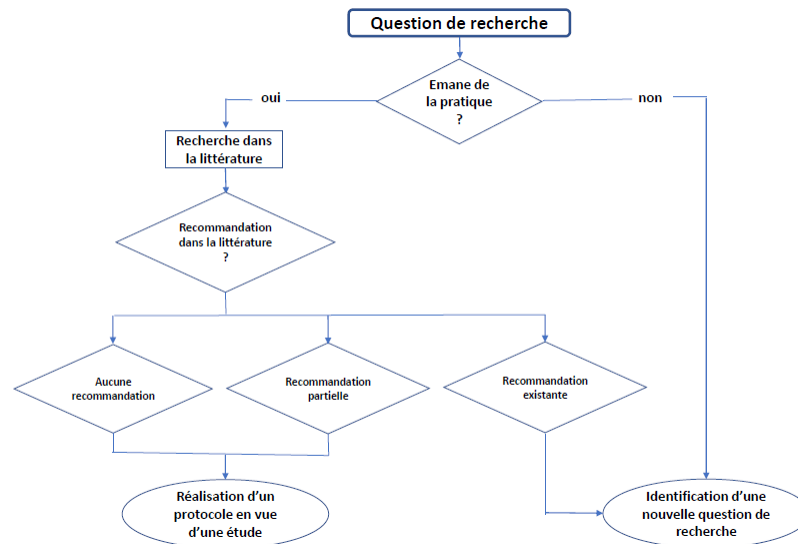 Question de recherche
Emane de
la pratique
?
oui
non
Recherche dans
la littérature
Recommandation
dans la littérature
?
Aucune
recommandation
Recommandation
partielle
Recommandation
existante
Réalisation d'un
protocole en vue
d'une étude
Identification d'une
nouvelle question de
recherche